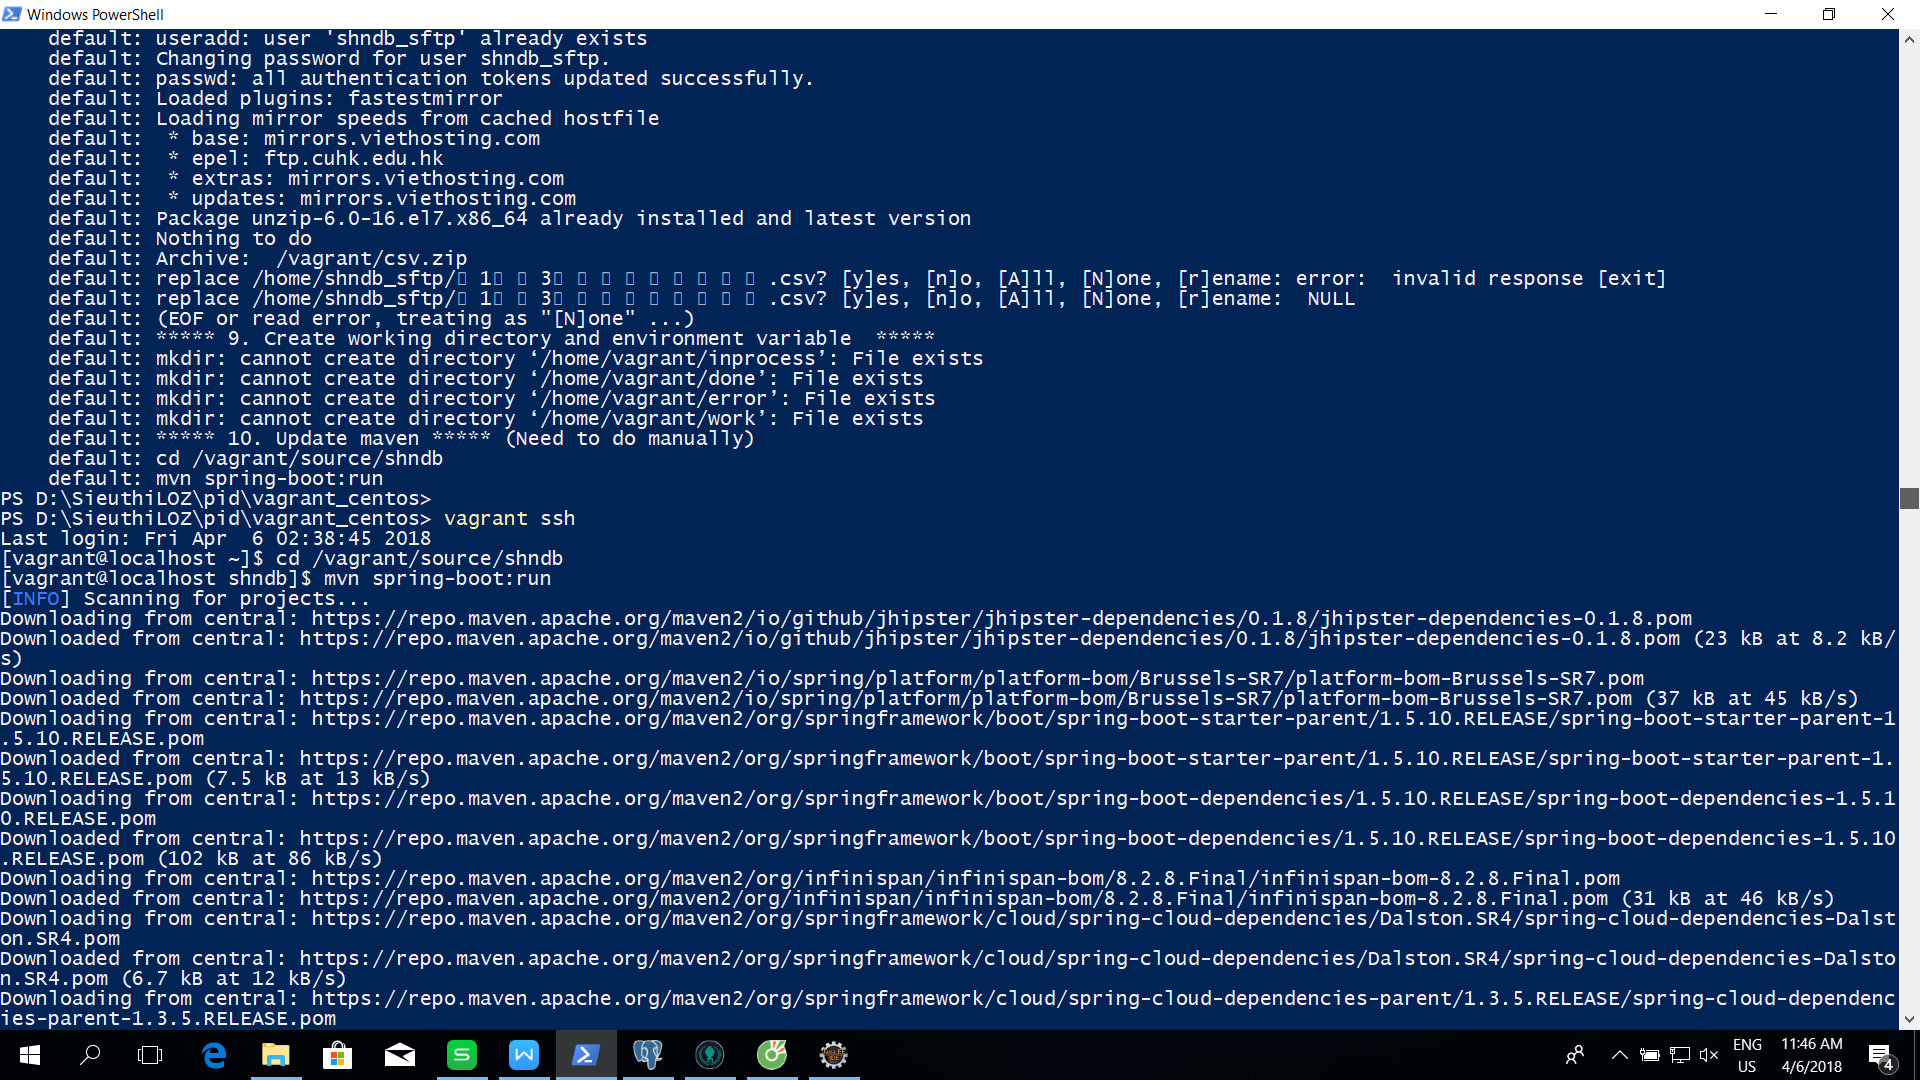 Windows PowerShell
default: useradd: user 'shndb_sftp' already exists
default: Changing password for user shndb_sftp.
default: passwd: all authentication tokens updated successfully.
default: Loaded plugins: fastestmirror
default: Loading mirror speeds from cached hostfile
default:  * base: mirrors.viethosting.com
default:  * epel: ftp.cuhk.edu.hk
default:  * extras: mirrors.viethosting.com
default:  * updates: mirrors.viethosting.com
default: Package unzip-6.0-16.el7.x86_64 already installed and latest version
default: Nothing to do
default: Archive:  /vagrant/csv.zip
default: replace /home/shndb_sftp/▯ 1▯ ▯ 3▯ ▯ ▯ ▯ ▯ ▯ ▯ ▯ ▯ .csv? [y]es, [n]o, [A]ll, [N]one, [r]ename: error:  invalid response [exit]
default: replace /home/shndb_sftp/▯ 1▯ ▯ 3▯ ▯ ▯ ▯ ▯ ▯ ▯ ▯ ▯ .csv? [y]es, [n]o, [A]ll, [N]one, [r]ename:  NULL
default: (EOF or read error, treating as "[N]one" ...)
default: ***** 9. Create working directory and environment variable  *****
default: mkdir: cannot create directory ‘/home/vagrant/inprocess’: File exists
default: mkdir: cannot create directory ‘/home/vagrant/done’: File exists
default: mkdir: cannot create directory ‘/home/vagrant/error’: File exists
default: mkdir: cannot create directory ‘/home/vagrant/work’: File exists
default: ***** 10. Update maven ***** (Need to do manually)
default: cd /vagrant/source/shndb
default: mvn spring-boot:run
PS D:\SieuthiLOZ\pid\vagrant_centos>
PS D:\SieuthiLOZ\pid\vagrant_centos> vagrant ssh
Last login: Fri Apr  6 02:38:45 2018
[vagrant@localhost ~]$ cd /vagrant/source/shndb
[vagrant@localhost shndb]$ mvn spring-boot:run
[INFO] Scanning for projects...
Downloading from central: https://repo.maven.apache.org/maven2/io/github/jhipster/jhipster-dependencies/0.1.8/jhipster-dependencies-0.1.8.pom
Downloaded from central: https://repo.maven.apache.org/maven2/io/github/jhipster/jhipster-dependencies/0.1.8/jhipster-dependencies-0.1.8.pom (23 kB at 8.2 kB/
s)
Downloading from central: https://repo.maven.apache.org/maven2/io/spring/platform/platform-bom/Brussels-SR7/platform-bom-Brussels-SR7.pom
Downloaded from central: https://repo.maven.apache.org/maven2/io/spring/platform/platform-bom/Brussels-SR7/platform-bom-Brussels-SR7.pom (37 kB at 45 kB/s)
Downloading from central: https://repo.maven.apache.org/maven2/org/springframework/boot/spring-boot-starter-parent/1.5.10.RELEASE/spring-boot-starter-parent-1
.5.10.RELEASE.pom
Downloaded from central: https://repo.maven.apache.org/maven2/org/springframework/boot/spring-boot-starter-parent/1.5.10.RELEASE/spring-boot-starter-parent-1.
5.10.RELEASE.pom (7.5 kB at 13 kB/s)
Downloading from central: https://repo.maven.apache.org/maven2/org/springframework/boot/spring-boot-dependencies/1.5.10.RELEASE/spring-boot-dependencies-1.5.1
0.RELEASE.pom
Downloaded from central: https://repo.maven.apache.org/maven2/org/springframework/boot/spring-boot-dependencies/1.5.10.RELEASE/spring-boot-dependencies-1.5.10
.RELEASE.pom (102 kB at 86 kB/s)
Downloading from central: https://repo.maven.apache.org/maven2/org/infinispan/infinispan-bom/8.2.8.Final/infinispan-bom-8.2.8.Final.pom
Downloaded from central: https://repo.maven.apache.org/maven2/org/infinispan/infinispan-bom/8.2.8.Final/infinispan-bom-8.2.8.Final.pom (31 kB at 46 kB/s)
Downloading from central: https://repo.maven.apache.org/maven2/org/springframework/cloud/spring-cloud-dependencies/Dalston.SR4/spring-cloud-dependencies-Dalst
on.SR4.pom
Downloaded from central: https://repo.maven.apache.org/maven2/org/springframework/cloud/spring-cloud-dependencies/Dalston.SR4/spring-cloud-dependencies-Dalsto
n.SR4.pom (6.7 kB at 12 kB/s)
Downloading from central: https://repo.maven.apache.org/maven2/org/springframework/cloud/spring-cloud-dependencies-parent/1.3.5.RELEASE/spring-cloud-dependenc
ies-parent-1.3.5.RELEASE.pom
ENG
US
11:46 AM
4/6/2018
4